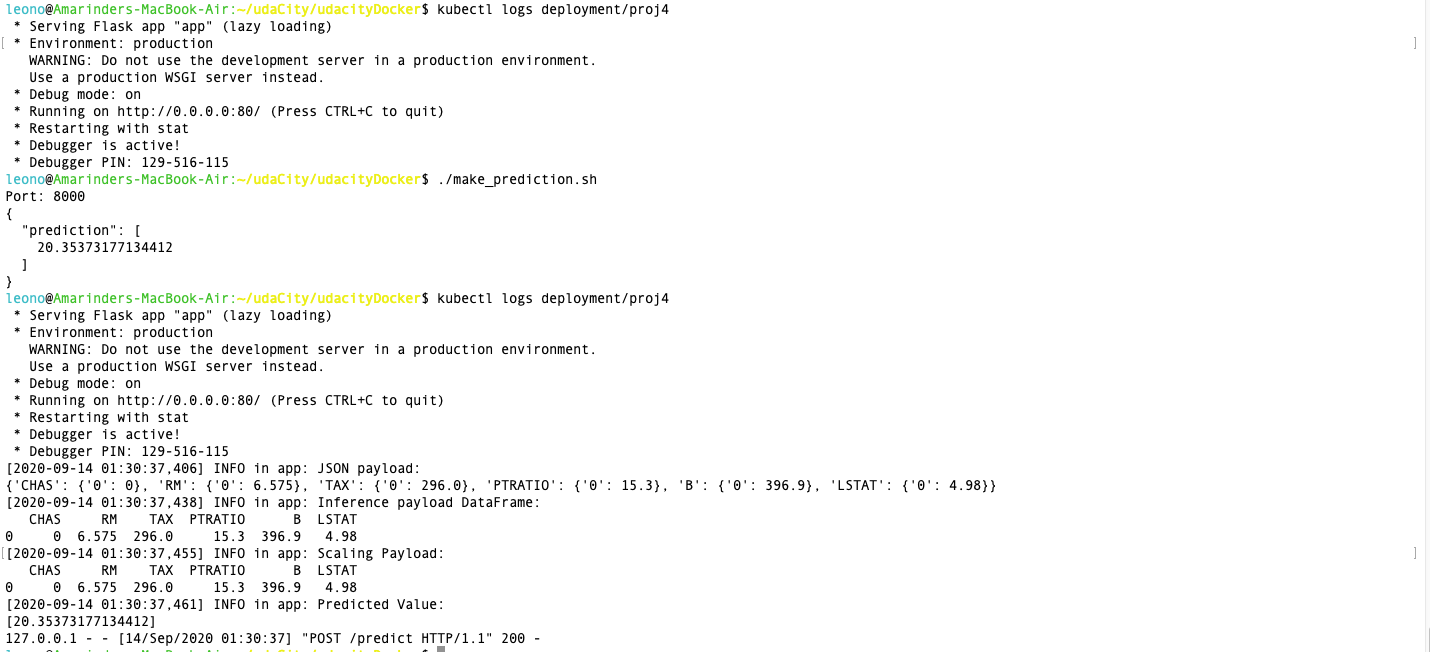 leono@Amarinders-MacBook-Air:~/udaCity/udacityDocker$ kubectl logs deployment/proj4
 * Serving Flask app "app" (lazy loading)
[ * Environment: production ]
   WARNING: Do not use the development server in a production environment.
   Use a production WSGI server instead.
 * Debug mode: on
 * Running on http://0.0.0.0:80/ (Press CTRL+C to quit)
 * Restarting with stat
 * Debugger is active!
 * Debugger PIN: 129-516-115
leono@Amarinders-MacBook-Air:~/udaCity/udacityDocker$ ./make_prediction.sh
Port: 8000
{
  "prediction": [
    20.35373177134412
  ]
}
leono@Amarinders-MacBook-Air:~/udaCity/udacityDocker$ kubectl logs deployment/proj4
 * Serving Flask app "app" (lazy loading)
 * Environment: production
   WARNING: Do not use the development server in a production environment.
   Use a production WSGI server instead.
 * Debug mode: on
 * Running on http://0.0.0.0:80/ (Press CTRL+C to quit)
 * Restarting with stat
 * Debugger is active!
 * Debugger PIN: 129-516-115
[2020-09-14 01:30:37,406] INFO in app: JSON payload:
{'CHAS': {'0': 0}, 'RM': {'0': 6.575}, 'TAX': {'0': 296.0}, 'PTRATIO': {'0': 15.3}, 'B': {'0': 396.9}, 'LSTAT': {'0': 4.98}}
[2020-09-14 01:30:37,438] INFO in app: Inference payload DataFrame:
   CHAS     RM    TAX  PTRATIO      B  LSTAT
0     0  6.575  296.0     15.3  396.9   4.98
[[2020-09-14 01:30:37,455] INFO in app: Scaling Payload: ]
   CHAS     RM    TAX  PTRATIO      B  LSTAT
0     0  6.575  296.0     15.3  396.9   4.98
[2020-09-14 01:30:37,461] INFO in app: Predicted Value:
[20.35373177134412]
127.0.0.1 - - [14/Sep/2020 01:30:37] "POST /predict HTTP/1.1" 200 -